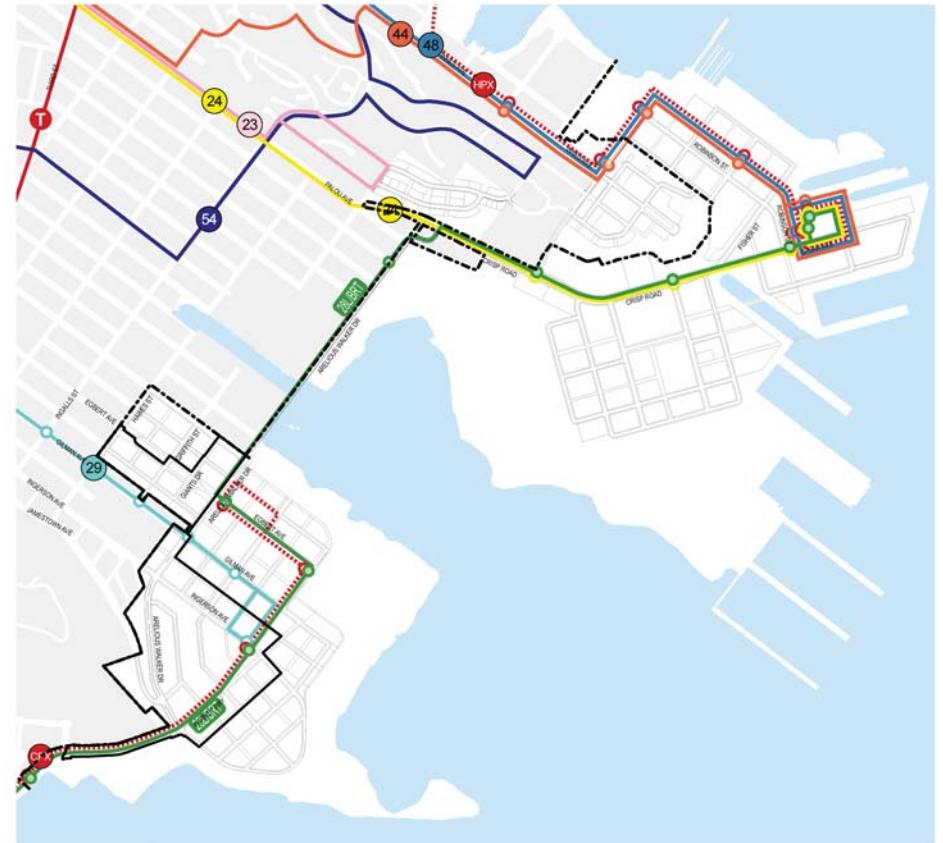 44
48
HPX
24
23
T
54
PALOU AVE
CRISP ROAD
CRISP ROAD
ROBINSON ST
FISHER ST
28L/BRT
ARELIOUS WALKER DR
INGALLS ST
EGBERT AVE
HAWES ST
GRIFFITH ST
GIANTS DR
GILMAN AVE
29
INGERSON AVE
JAMESTOWN AVE
EGBERT AVE
GILMAN AVE
INGERSON AVE
ARELIOUS WALKER DR
CFX